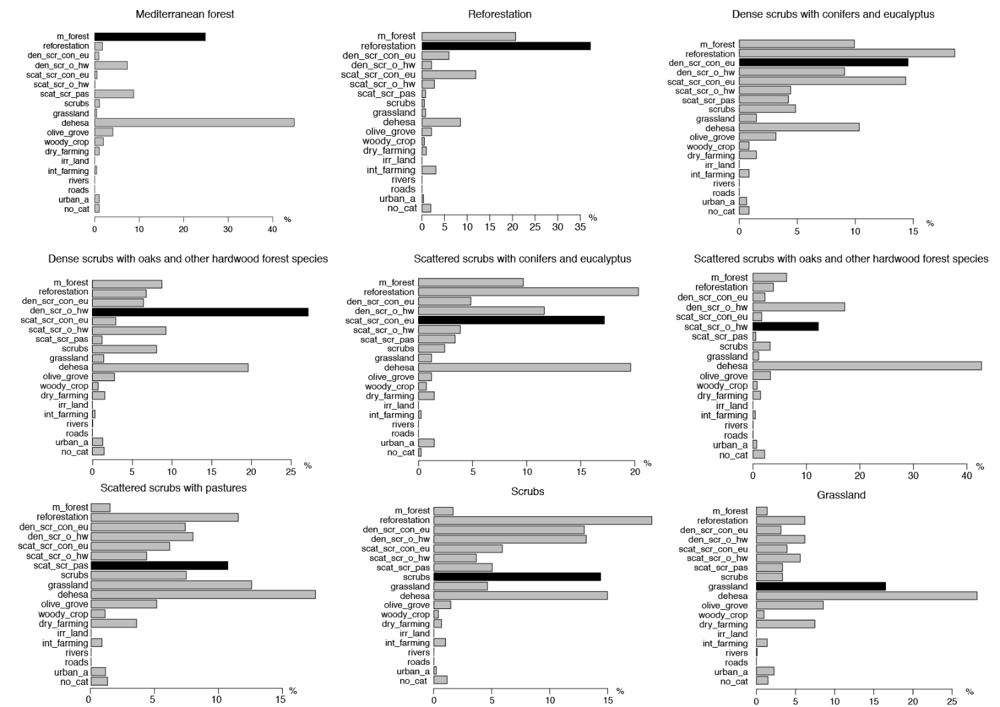 Mediterranean forest
m_forest
reforestation
den_scr_con_eu
den_scr_o_hw
scat_scr_con_eu
scat_scr_o_hw
scat_scr_pas
scrubs
grassland
dehesa
olive_grove
woody_crop
dry_farming
irr_land
int_farming
rivers
roads
urban_a
no_cat
%
0 10 20 30 40
Reforestation
m_forest
reforestation
den_scr_con_eu
den_scr_o_hw
scat_scr_con_eu
scat_scr_o_hw
scat_scr_pas
scrubs
grassland
dehesa
olive_grove
woody_crop
dry_farming
irr_land
int_farming
rivers
roads
urban_a
no_cat
%
0 5 10 15 20 25 30 35
Dense scrubs with conifers and eucalyptus
m_forest
reforestation
den_scr_con_eu
den_scr_o_hw
scat_scr_con_eu
scat_scr_o_hw
scat_scr_pas
scrubs
grassland
dehesa
olive_grove
woody_crop
dry_farming
irr_land
int_farming
rivers
roads
urban_a
no_cat
%
0 5 10 15
Dense scrubs with oaks and other hardwood forest species
m_forest
reforestation
den_scr_con_eu
den_scr_o_hw
scat_scr_con_eu
scat_scr_o_hw
scat_scr_pas
scrubs
grassland
dehesa
olive_grove
woody_crop
dry_farming
irr_land
int_farming
rivers
roads
urban_a
no_cat
%
0 5 10 15 20 25
Scattered scrubs with conifers and eucalyptus
m_forest
reforestation
den_scr_con_eu
den_scr_o_hw
scat_scr_con_eu
scat_scr_o_hw
scat_scr_pas
scrubs
grassland
dehesa
olive_grove
woody_crop
dry_farming
irr_land
int_farming
rivers
roads
urban_a
no_cat
%
0 5 10 15 20
Scattered scrubs with oaks and other hardwood forest species
m_forest
reforestation
den_scr_con_eu
den_scr_o_hw
scat_scr_con_eu
scat_scr_o_hw
scat_scr_pas
scrubs
grassland
dehesa
olive_grove
woody_crop
dry_farming
irr_land
int_farming
rivers
roads
urban_a
no_cat
%
0 10 20 30 40
Scattered scrubs with pastures
m_forest
reforestation
den_scr_con_eu
den_scr_o_hw
scat_scr_con_eu
scat_scr_o_hw
scat_scr_pas
scrubs
grassland
dehesa
olive_grove
woody_crop
dry_farming
irr_land
int_farming
rivers
roads
urban_a
no_cat
%
0 5 10 15
Scrubs
m_forest
reforestation
den_scr_con_eu
den_scr_o_hw
scat_scr_con_eu
scat_scr_o_hw
scat_scr_pas
scrubs
grassland
dehesa
olive_grove
woody_crop
dry_farming
irr_land
int_farming
rivers
roads
urban_a
no_cat
%
0 5 10 15
Grassland
m_forest
reforestation
den_scr_con_eu
den_scr_o_hw
scat_scr_con_eu
scat_scr_o_hw
scat_scr_pas
scrubs
grassland
dehesa
olive_grove
woody_crop
dry_farming
irr_land
int_farming
rivers
roads
urban_a
no_cat
%
0 5 10 15 20 25